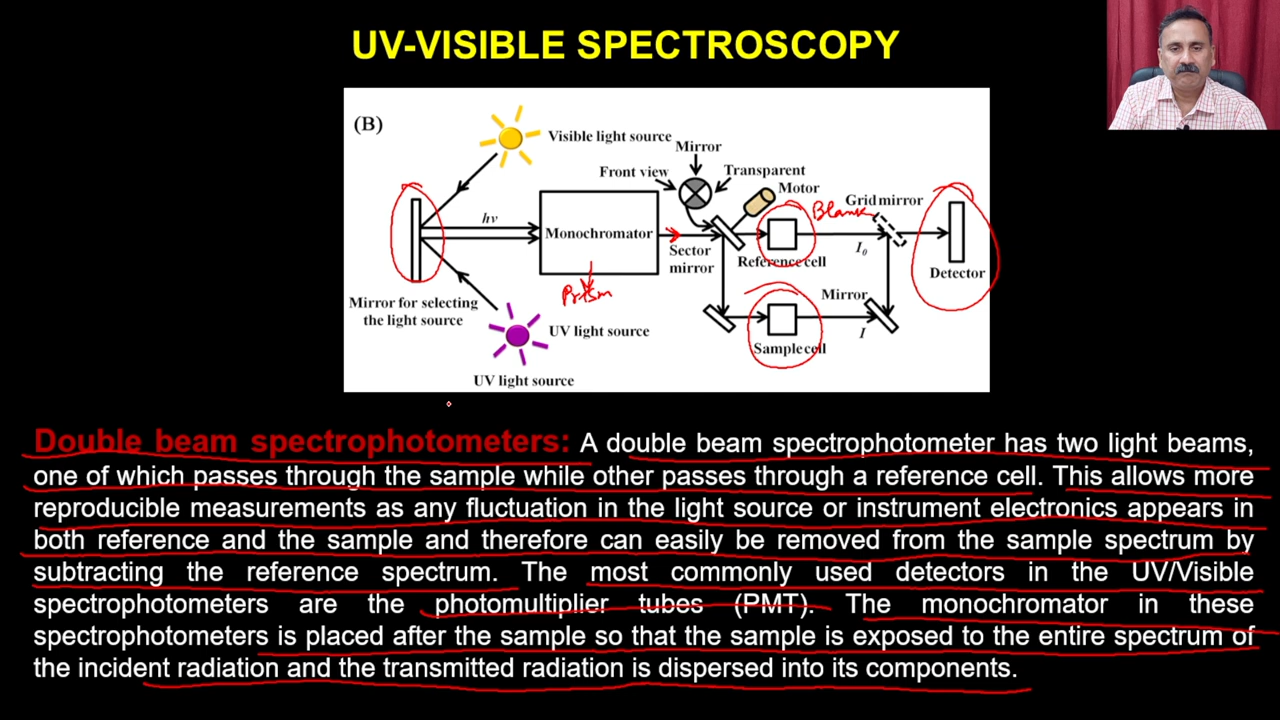 UV-VISIBLE SPECTROSCOPY
(B)
Visible light source
Mirror
Front view
Transparent
Motor
Blank
Grid mirror
hν
Monochromator
Sector
mirror
Reference cell
I₀
Detector
Prism
Mirror for selecting
the light source
UV light source
Mirror
Sample cell
I
UV light source
Double beam spectrophotometers: A double beam spectrophotometer has two light beams,
one of which passes through the sample while other passes through a reference cell. This allows more
reproducible measurements as any fluctuation in the light source or instrument electronics appears in
both reference and the sample and therefore can easily be removed from the sample spectrum by
subtracting the reference spectrum. The most commonly used detectors in the UV/Visible
spectrophotometers are the photomultiplier tubes (PMT). The monochromator in these
spectrophotometers is placed after the sample so that the sample is exposed to the entire spectrum of
the incident radiation and the transmitted radiation is dispersed into its components.